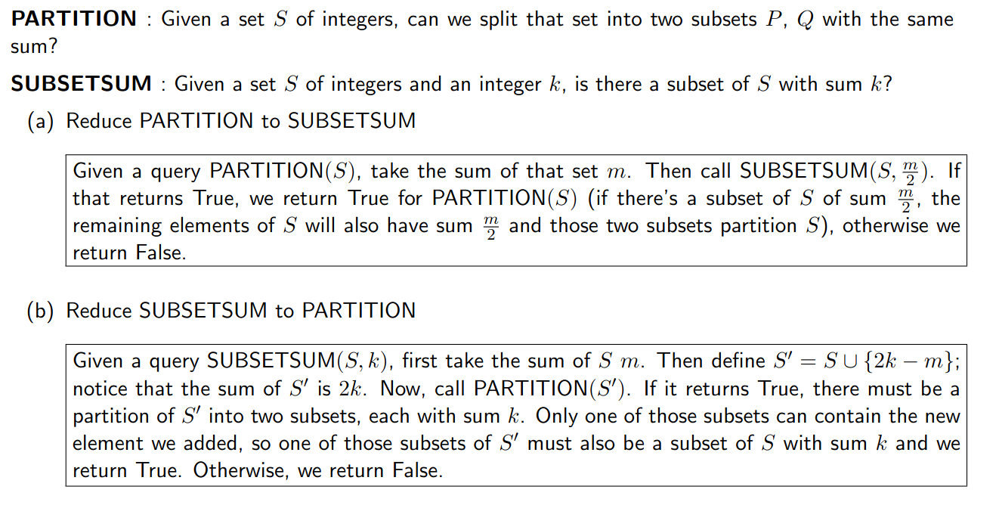 PARTITION : Given a set S of integers, can we split that set into two subsets P, Q with the same
sum?
SUBSETSUM : Given a set S of integers and an integer k, is there a subset of S with sum k?
(a) Reduce PARTITION to SUBSETSUM
Given a query PARTITION(S), take the sum of that set m. Then call SUBSETSUM(S, m/2). If
that returns True, we return True for PARTITION(S) (if there's a subset of S of sum m/2, the
remaining elements of S will also have sum m/2 and those two subsets partition S), otherwise we
return False.
(b) Reduce SUBSETSUM to PARTITION
Given a query SUBSETSUM(S, k), first take the sum of S m. Then define S′ = S ∪ {2k − m};
notice that the sum of S′ is 2k. Now, call PARTITION(S′). If it returns True, there must be a
partition of S′ into two subsets, each with sum k. Only one of those subsets can contain the new
element we added, so one of those subsets of S′ must also be a subset of S with sum k and we
return True. Otherwise, we return False.